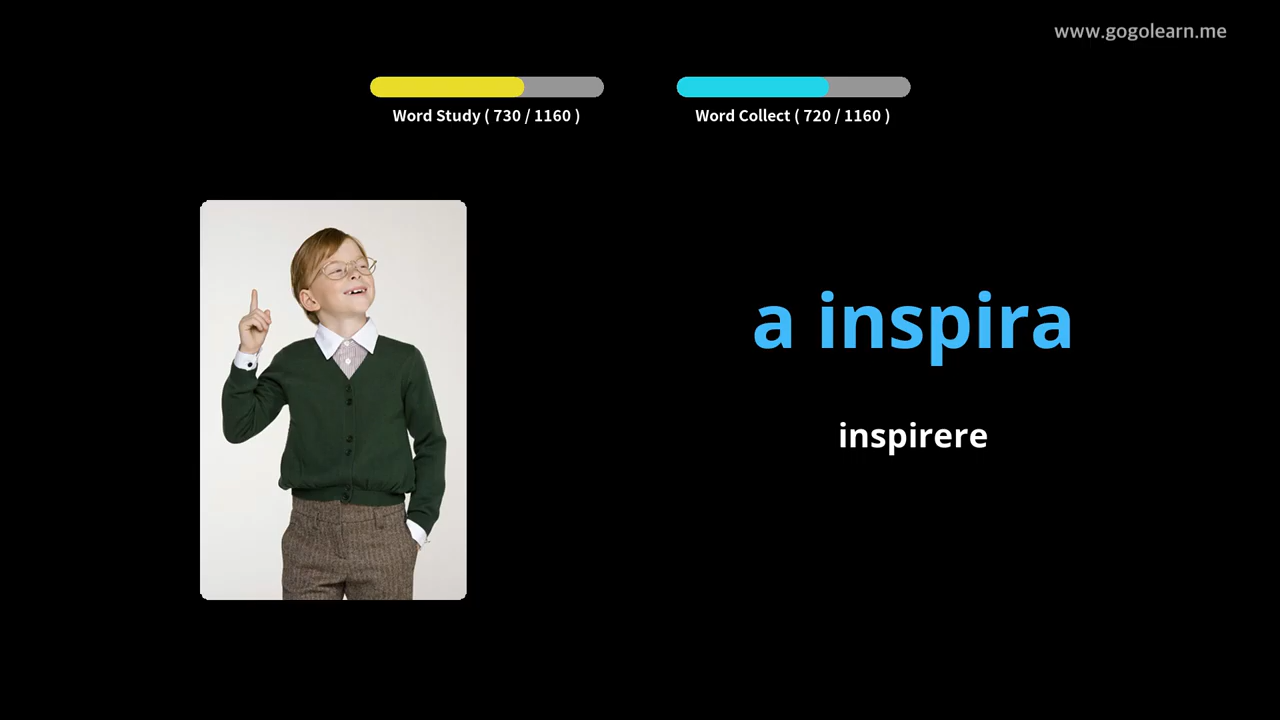 www.gogolearn.me
Word Study ( 730 / 1160 )
Word Collect ( 720 / 1160 )
a inspira
inspirere